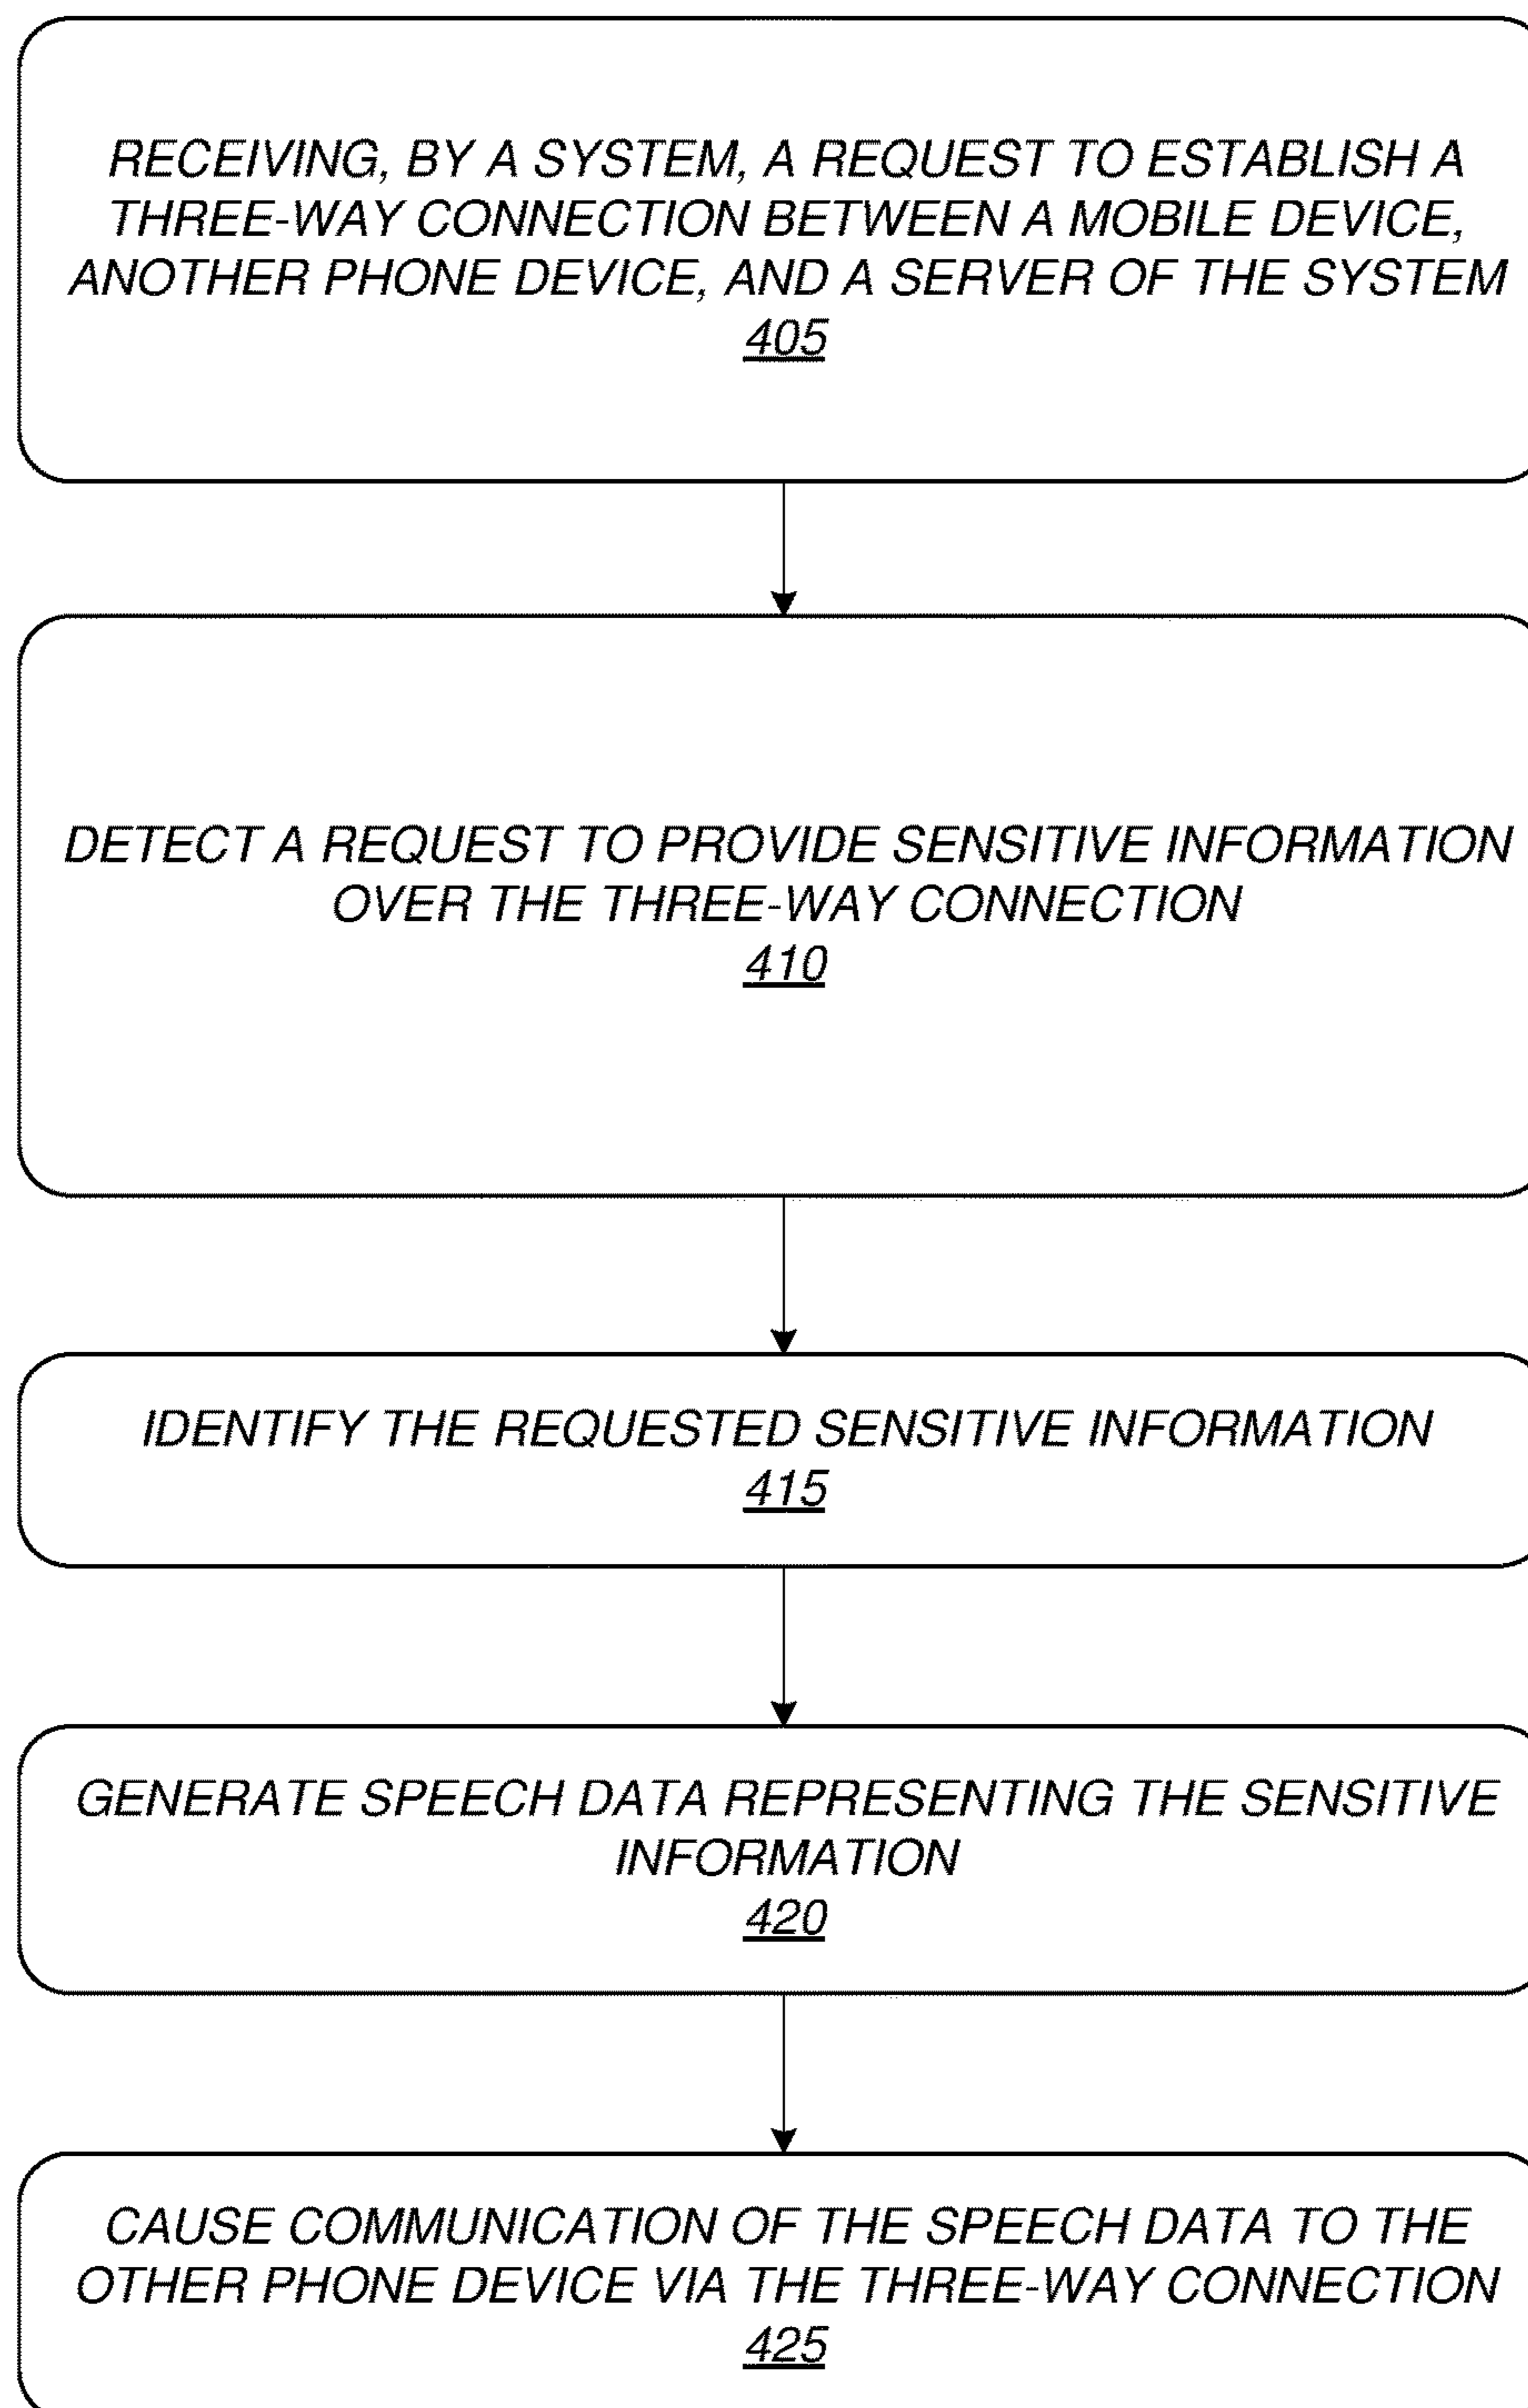 RECEIVING, BY A SYSTEM, A REQUEST TO ESTABLISH A
THREE-WAY CONNECTION BETWEEN A MOBILE DEVICE,
ANOTHER PHONE DEVICE, AND A SERVER OF THE SYSTEM
405
DETECT A REQUEST TO PROVIDE SENSITIVE INFORMATION
OVER THE THREE-WAY CONNECTION
410
IDENTIFY THE REQUESTED SENSITIVE INFORMATION
415
GENERATE SPEECH DATA REPRESENTING THE SENSITIVE
INFORMATION
420
CAUSE COMMUNICATION OF THE SPEECH DATA TO THE
OTHER PHONE DEVICE VIA THE THREE-WAY CONNECTION
425